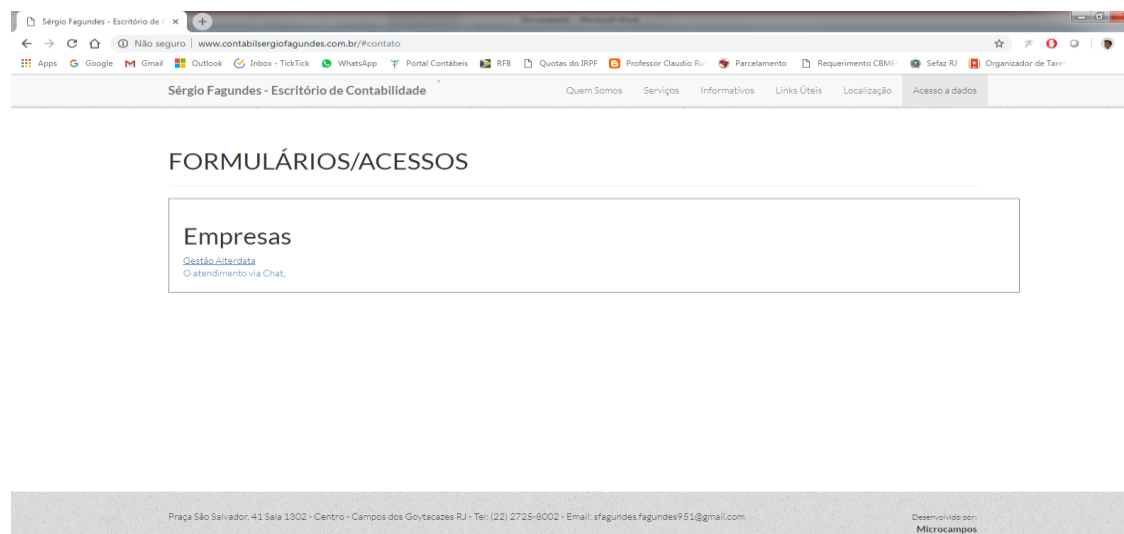 Sérgio Fagundes - Escritório de C
Não seguro | www.contabilsergiofagundes.com.br/#contato
Apps Google Gmail Outlook Inbox - TickTick WhatsApp Portal Contábeis RFB Quotas do IRPF Professor Claudio Ru Parcelamento Requerimento CBME Sefaz RJ Organizador de Taref
Sérgio Fagundes - Escritório de Contabilidade Quem Somos Serviços Informativos Links Úteis Localização Acesso a dados
FORMULÁRIOS/ACESSOS
Empresas
Gestão Alterdata
O atendimento via Chat.
Praça São Salvador, 41 Sala 1302 - Centro - Campos dos Goytacazes RJ - Tel: (22) 2725-8002 - Email: sfagundes.fagundes951@gmail.com
Desenvolvido por:
Microcampos